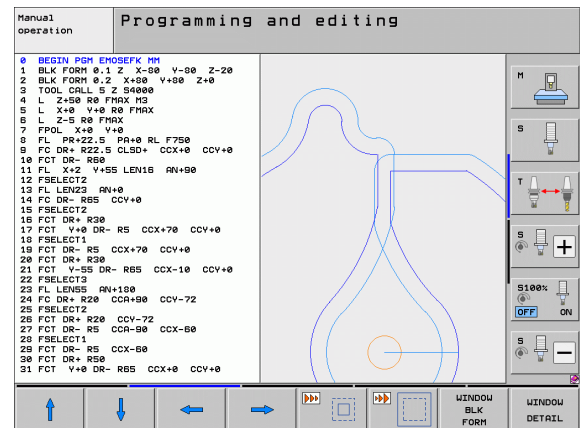 Manual
operation
Programming and editing
0 BEGIN PGM EMOSEFK MM
1 BLK FORM 0.1 Z X-80 Y-80 Z-20
2 BLK FORM 0.2 X+80 Y+80 Z+0
3 TOOL CALL 5 Z S4000
4 L Z+50 R0 FMAX M3
5 L X+0 Y+0 R0 FMAX
6 L Z-5 R0 FMAX
7 FPOL X+0 Y+0
8 FL PR+22.5 PA+0 RL F750
9 FC DR+ R22.5 CLSD+ CCX+0 CCY+0
10 FCT DR- R60
11 FL X+2 Y+55 LEN16 AN+90
12 FSELECT2
13 FL LEN23 AN+0
14 FC DR- R65 CCY+0
15 FSELECT2
16 FCT DR+ R30
17 FCT Y+0 DR- R5 CCX+70 CCY+0
18 FSELECT1
19 FCT DR- R5 CCX+70 CCY+0
20 FCT DR+ R30
21 FCT Y-55 DR- R65 CCX-10 CCY+0
22 FSELECT3
23 FL LEN55 AN+180
24 FC DR+ R20 CCA+90 CCY-72
25 FSELECT2
26 FCT DR+ R20 CCY-72
27 FCT DR- R5 CCA-90 CCX-60
28 FSELECT1
29 FCT DR- R5 CCX-60
30 FCT DR+ R50
31 FCT Y+0 DR- R65 CCX+0 CCY+0
M
S
T
S
S100%
OFF ON
S
WINDOW
BLK
FORM
WINDOW
DETAIL